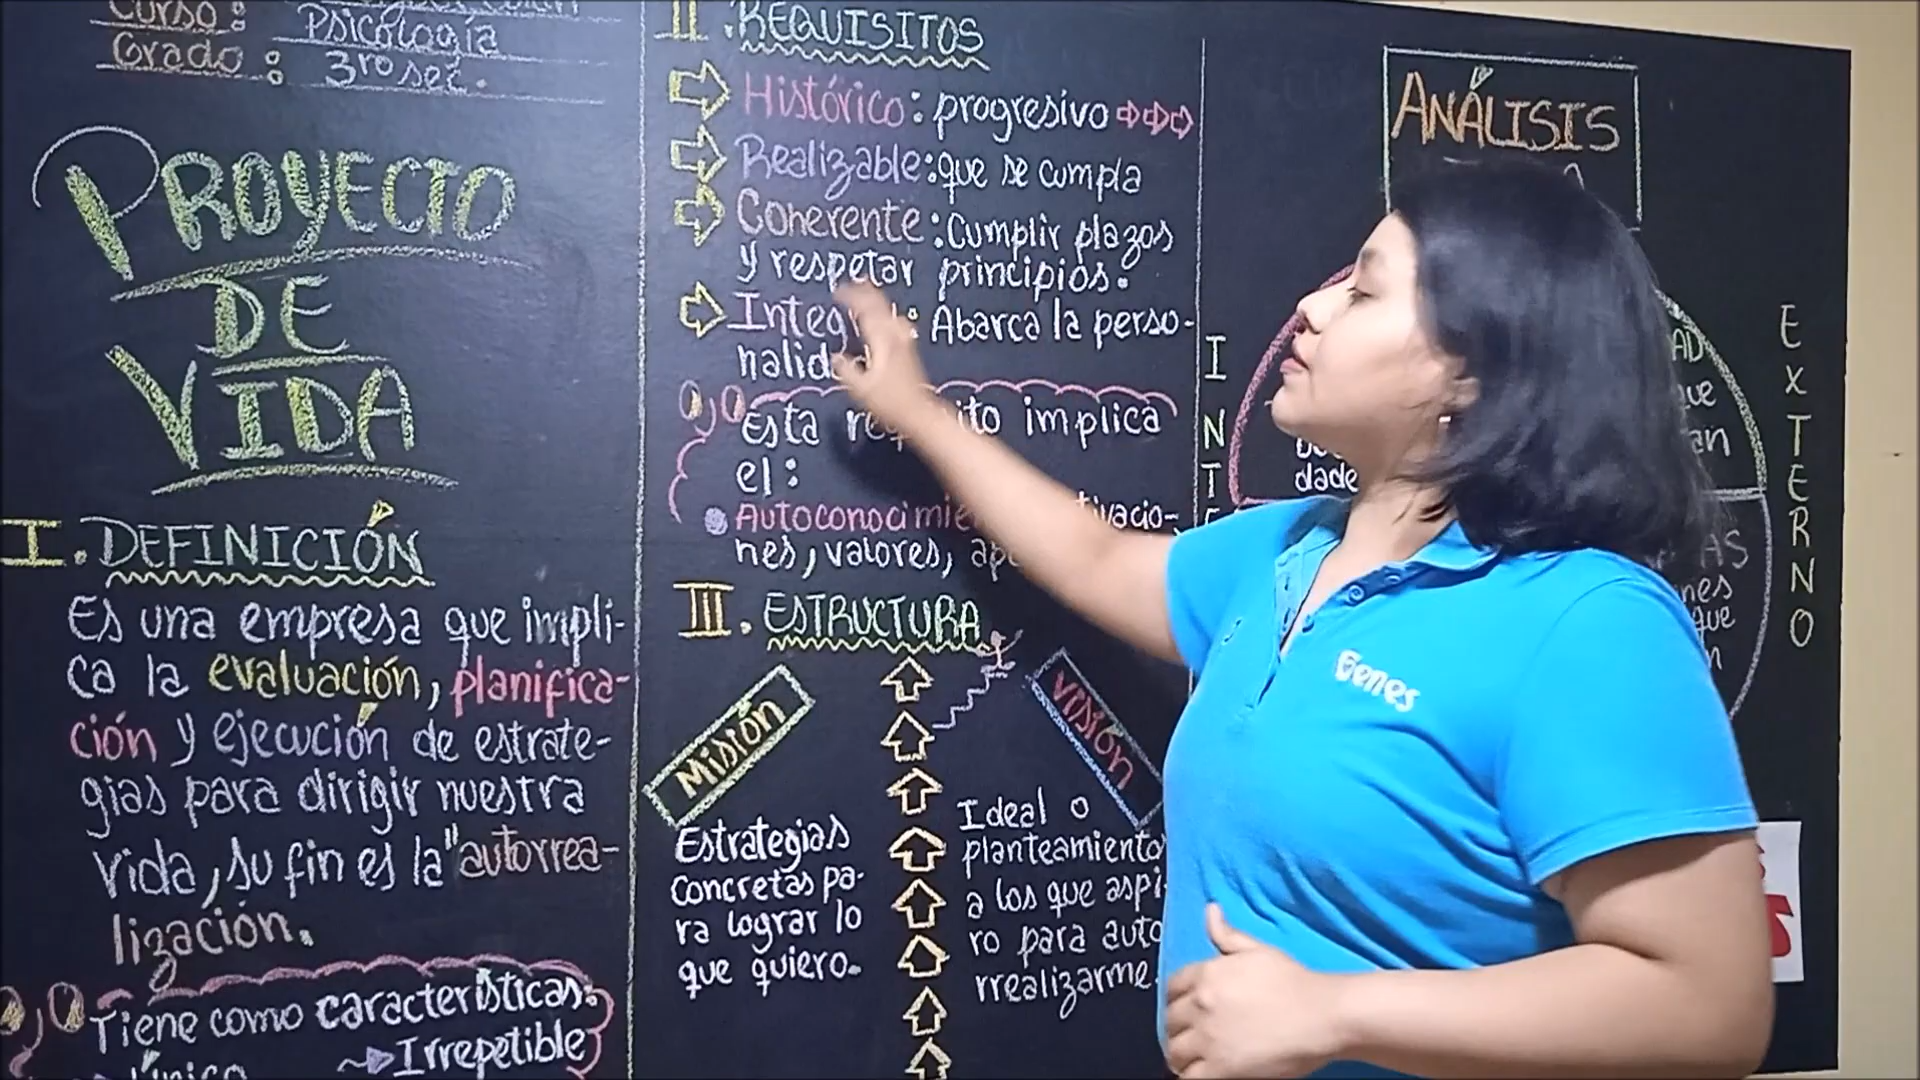 Curso: Psicología
Grado: 3ro sec.
PROYECTO
DE
VIDA
I. DEFINICIÓN
Es una empresa que impli-
ca la evaluación, planifica-
ción y ejecución de estrate-
gias para dirigir nuestra
vida, su fin es la "autorrea-
lización.
Tiene como características:
Único
Irrepetible
II. REQUISITOS
Histórico: progresivo
Realizable: que se cumpla
Coherente: Cumplir plazos
y respetar principios.
: Abarca la perso-
Esta implica
el:
nes, valores,
III. ESTRUCTURA
Misión
Estrategias
concretas pa-
ra lograr lo
que quiero.
Visión
Ideal o
planteamiento
a los que aspi
ro para auto
rrealizarme.
ANÁLISIS
EXTERNO
Genes